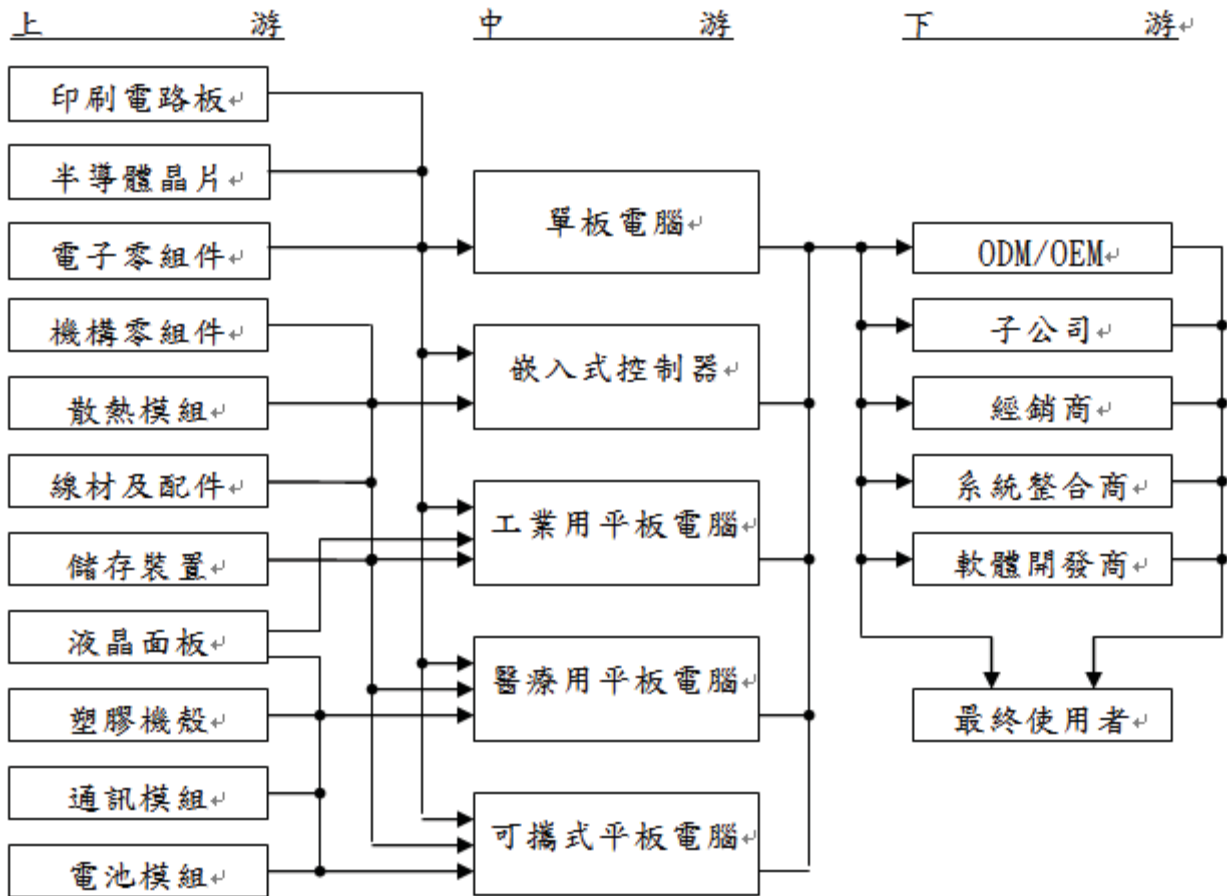 上游
中游
下游
印刷電路板
半導體晶片
電子零組件
機構零組件
散熱模組
線材及配件
儲存裝置
液晶面板
塑膠機殼
通訊模組
電池模組
單板電腦
嵌入式控制器
工業用平板電腦
醫療用平板電腦
可攜式平板電腦
ODM/OEM
子公司
經銷商
系統整合商
軟體開發商
最終使用者